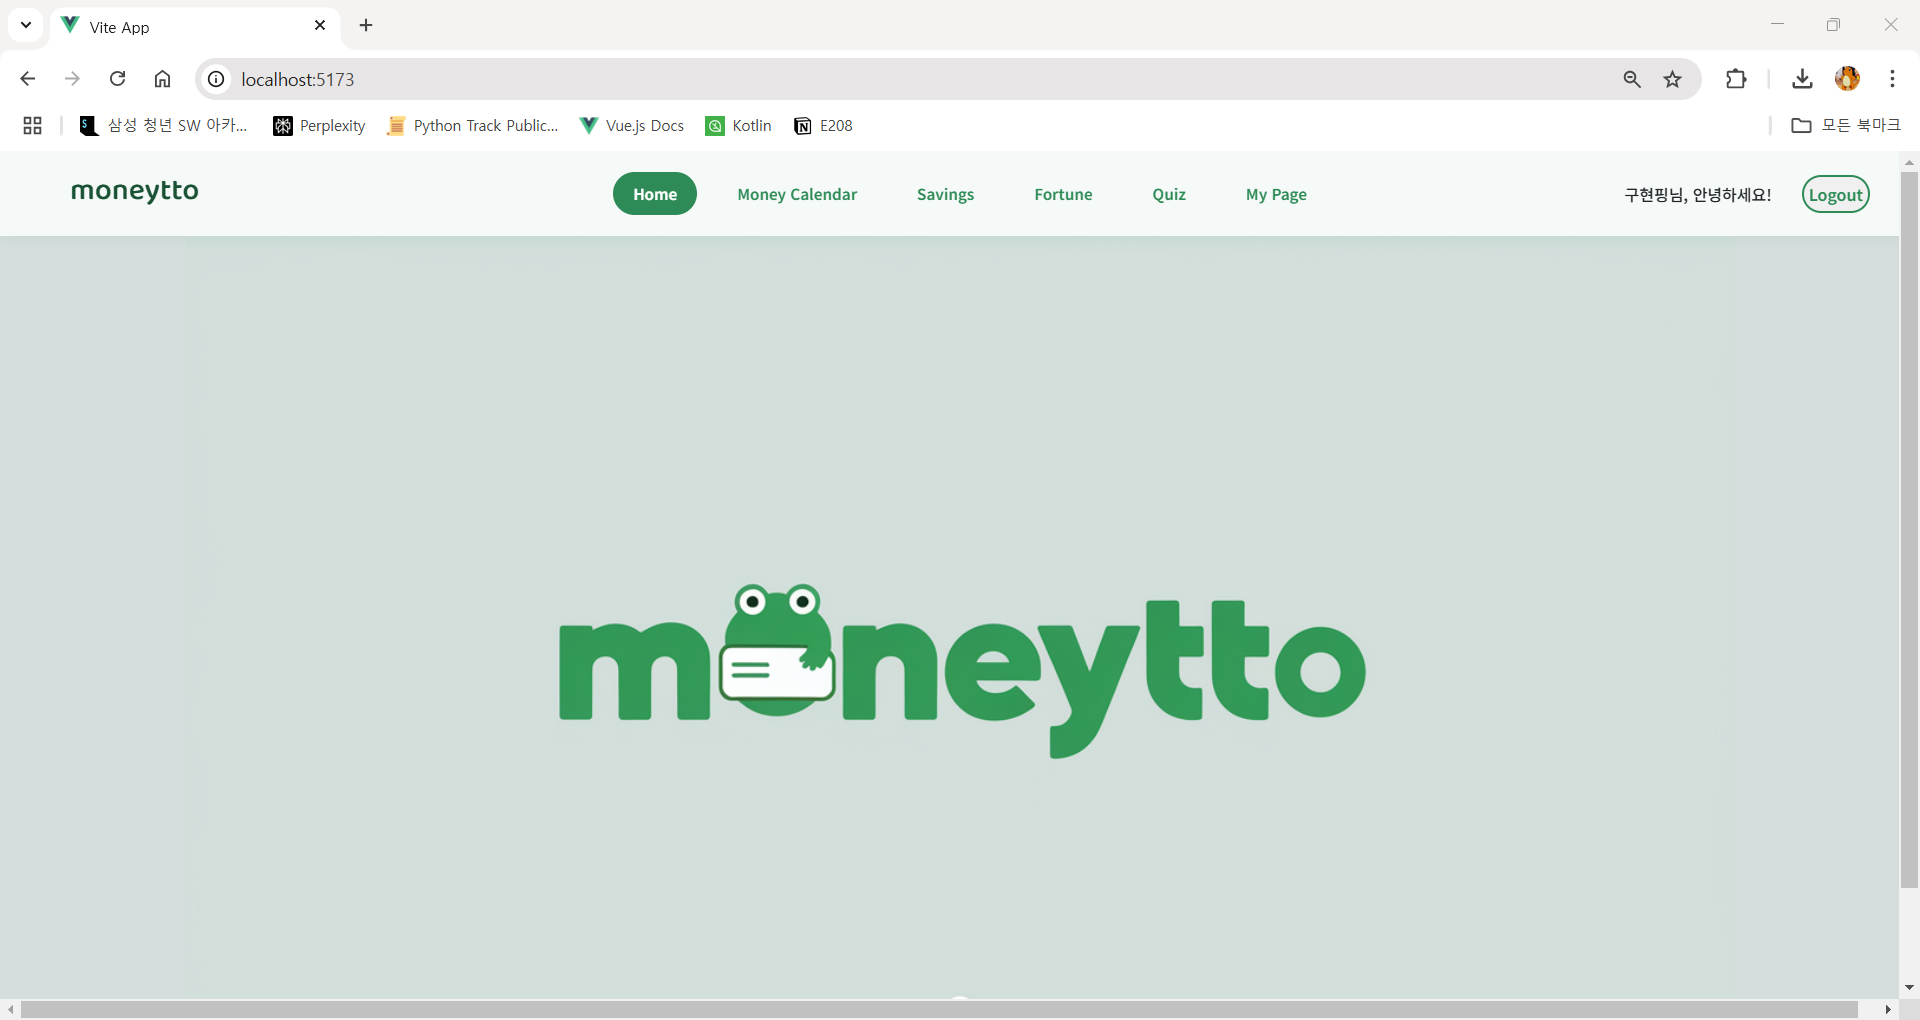 Vite App
localhost:5173
삼성 청년 SW 아카...
Perplexity
Python Track Public...
Vue.js Docs
Kotlin
E208
모든 북마크
moneytto
Home
Money Calendar
Savings
Fortune
Quiz
My Page
구현핑님, 안녕하세요!
Logout
moneytto